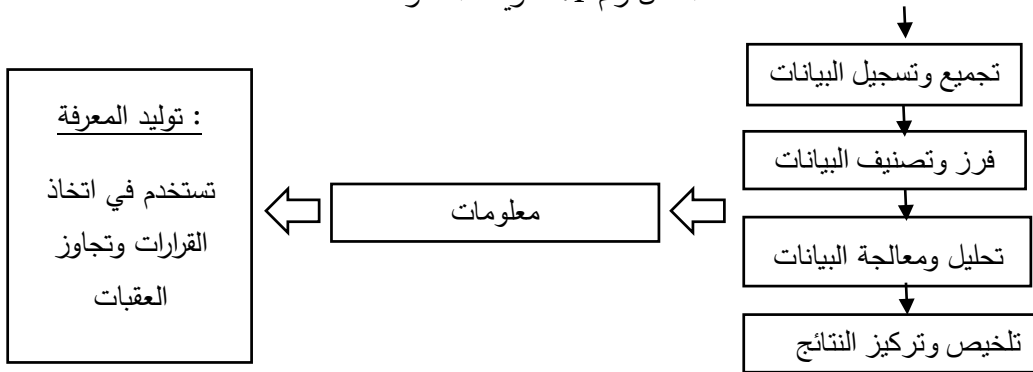 تجميع وتسجيل البيانات
فرز وتصنيف البيانات
تحليل ومعالجة البيانات
تلخيص وتركيز النتائج
معلومات
توليد المعرفة :
تستخدم في اتخاذ
القرارات وتجاوز
العقبات